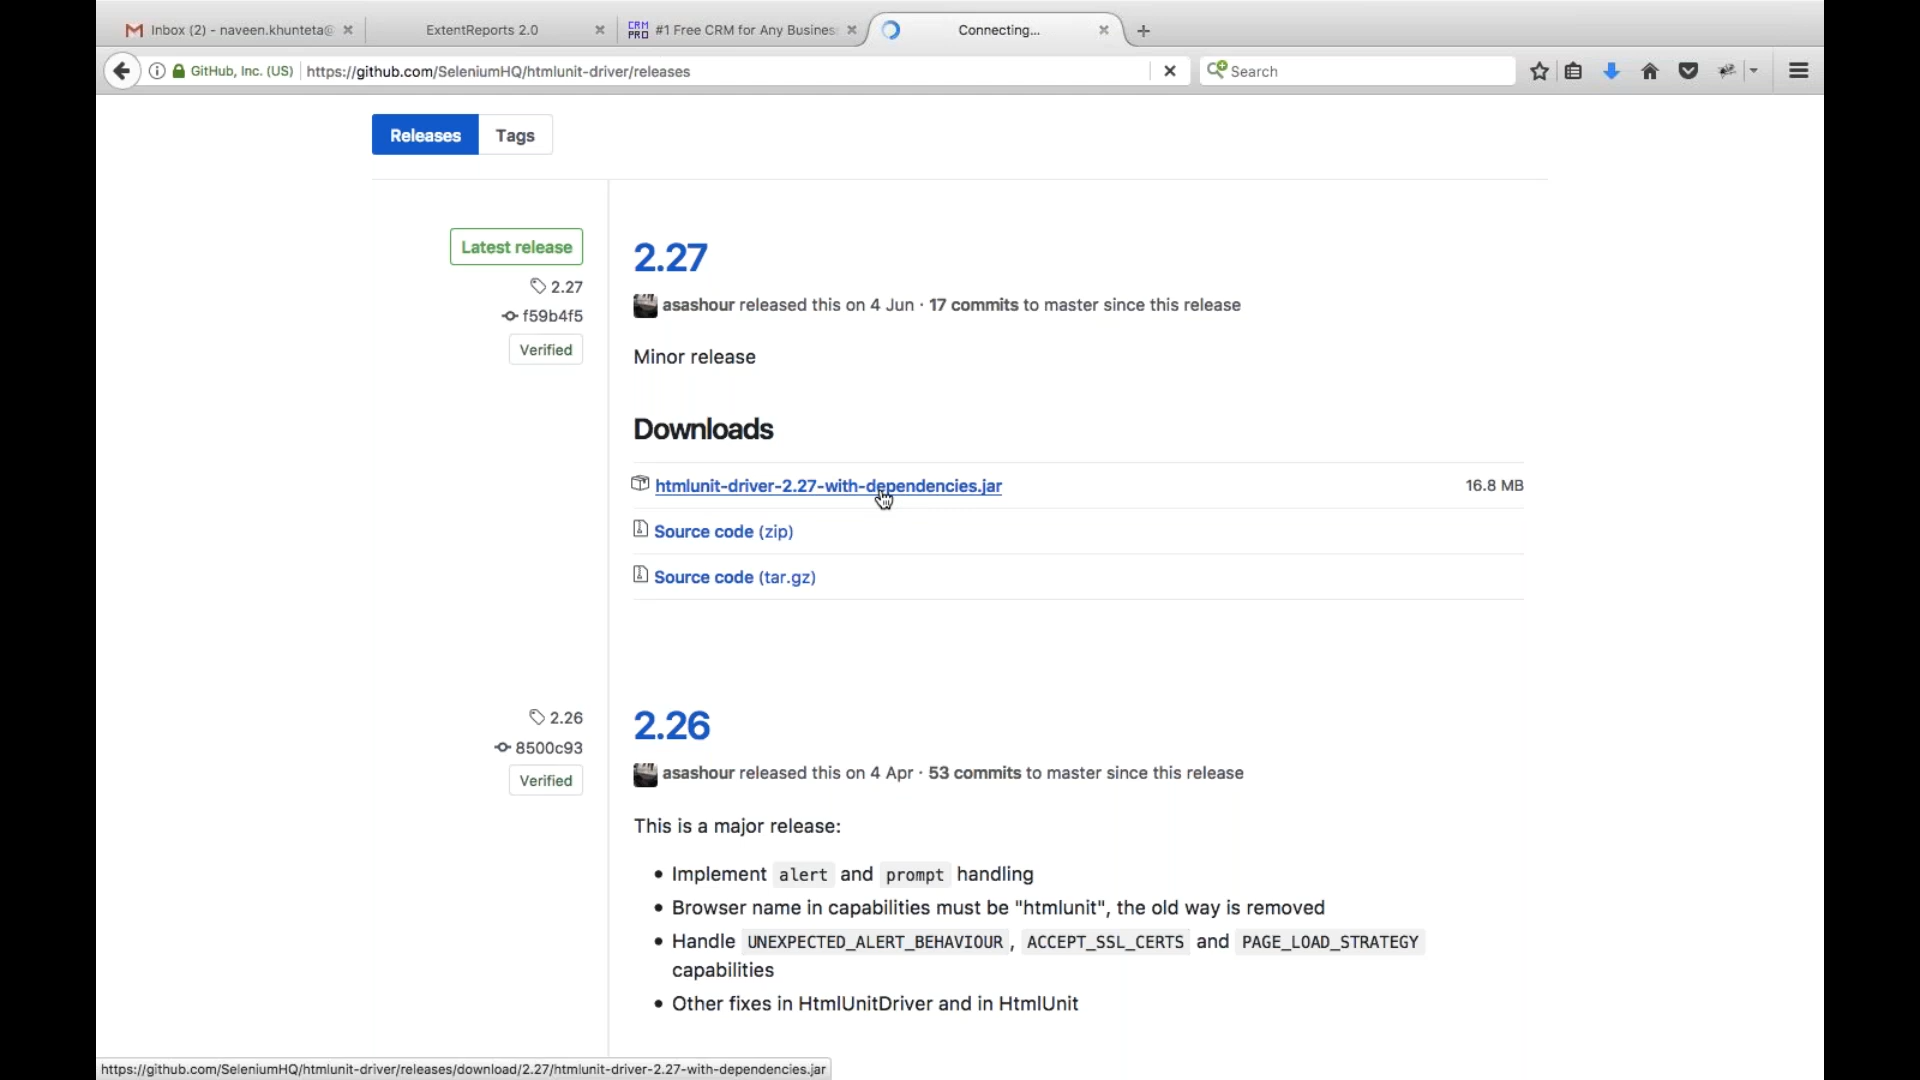 Inbox (2) - naveen.khunteta@
ExtentReports 2.0
CRM PRO #1 Free CRM for Any Busines
Connecting...
GitHub, Inc. (US) https://github.com/SeleniumHQ/htmlunit-driver/releases
Search
Releases Tags
Latest release
2.27
f59b4f5
Verified
2.27
asashour released this on 4 Jun · 17 commits to master since this release
Minor release
Downloads
htmlunit-driver-2.27-with-dependencies.jar 16.8 MB
Source code (zip)
Source code (tar.gz)
2.26
8500c93
Verified
2.26
asashour released this on 4 Apr · 53 commits to master since this release
This is a major release:
• Implement alert and prompt handling
• Browser name in capabilities must be "htmlunit", the old way is removed
• Handle UNEXPECTED_ALERT_BEHAVIOUR , ACCEPT_SSL_CERTS and PAGE_LOAD_STRATEGY
capabilities
• Other fixes in HtmlUnitDriver and in HtmlUnit
https://github.com/SeleniumHQ/htmlunit-driver/releases/download/2.27/htmlunit-driver-2.27-with-dependencies.jar